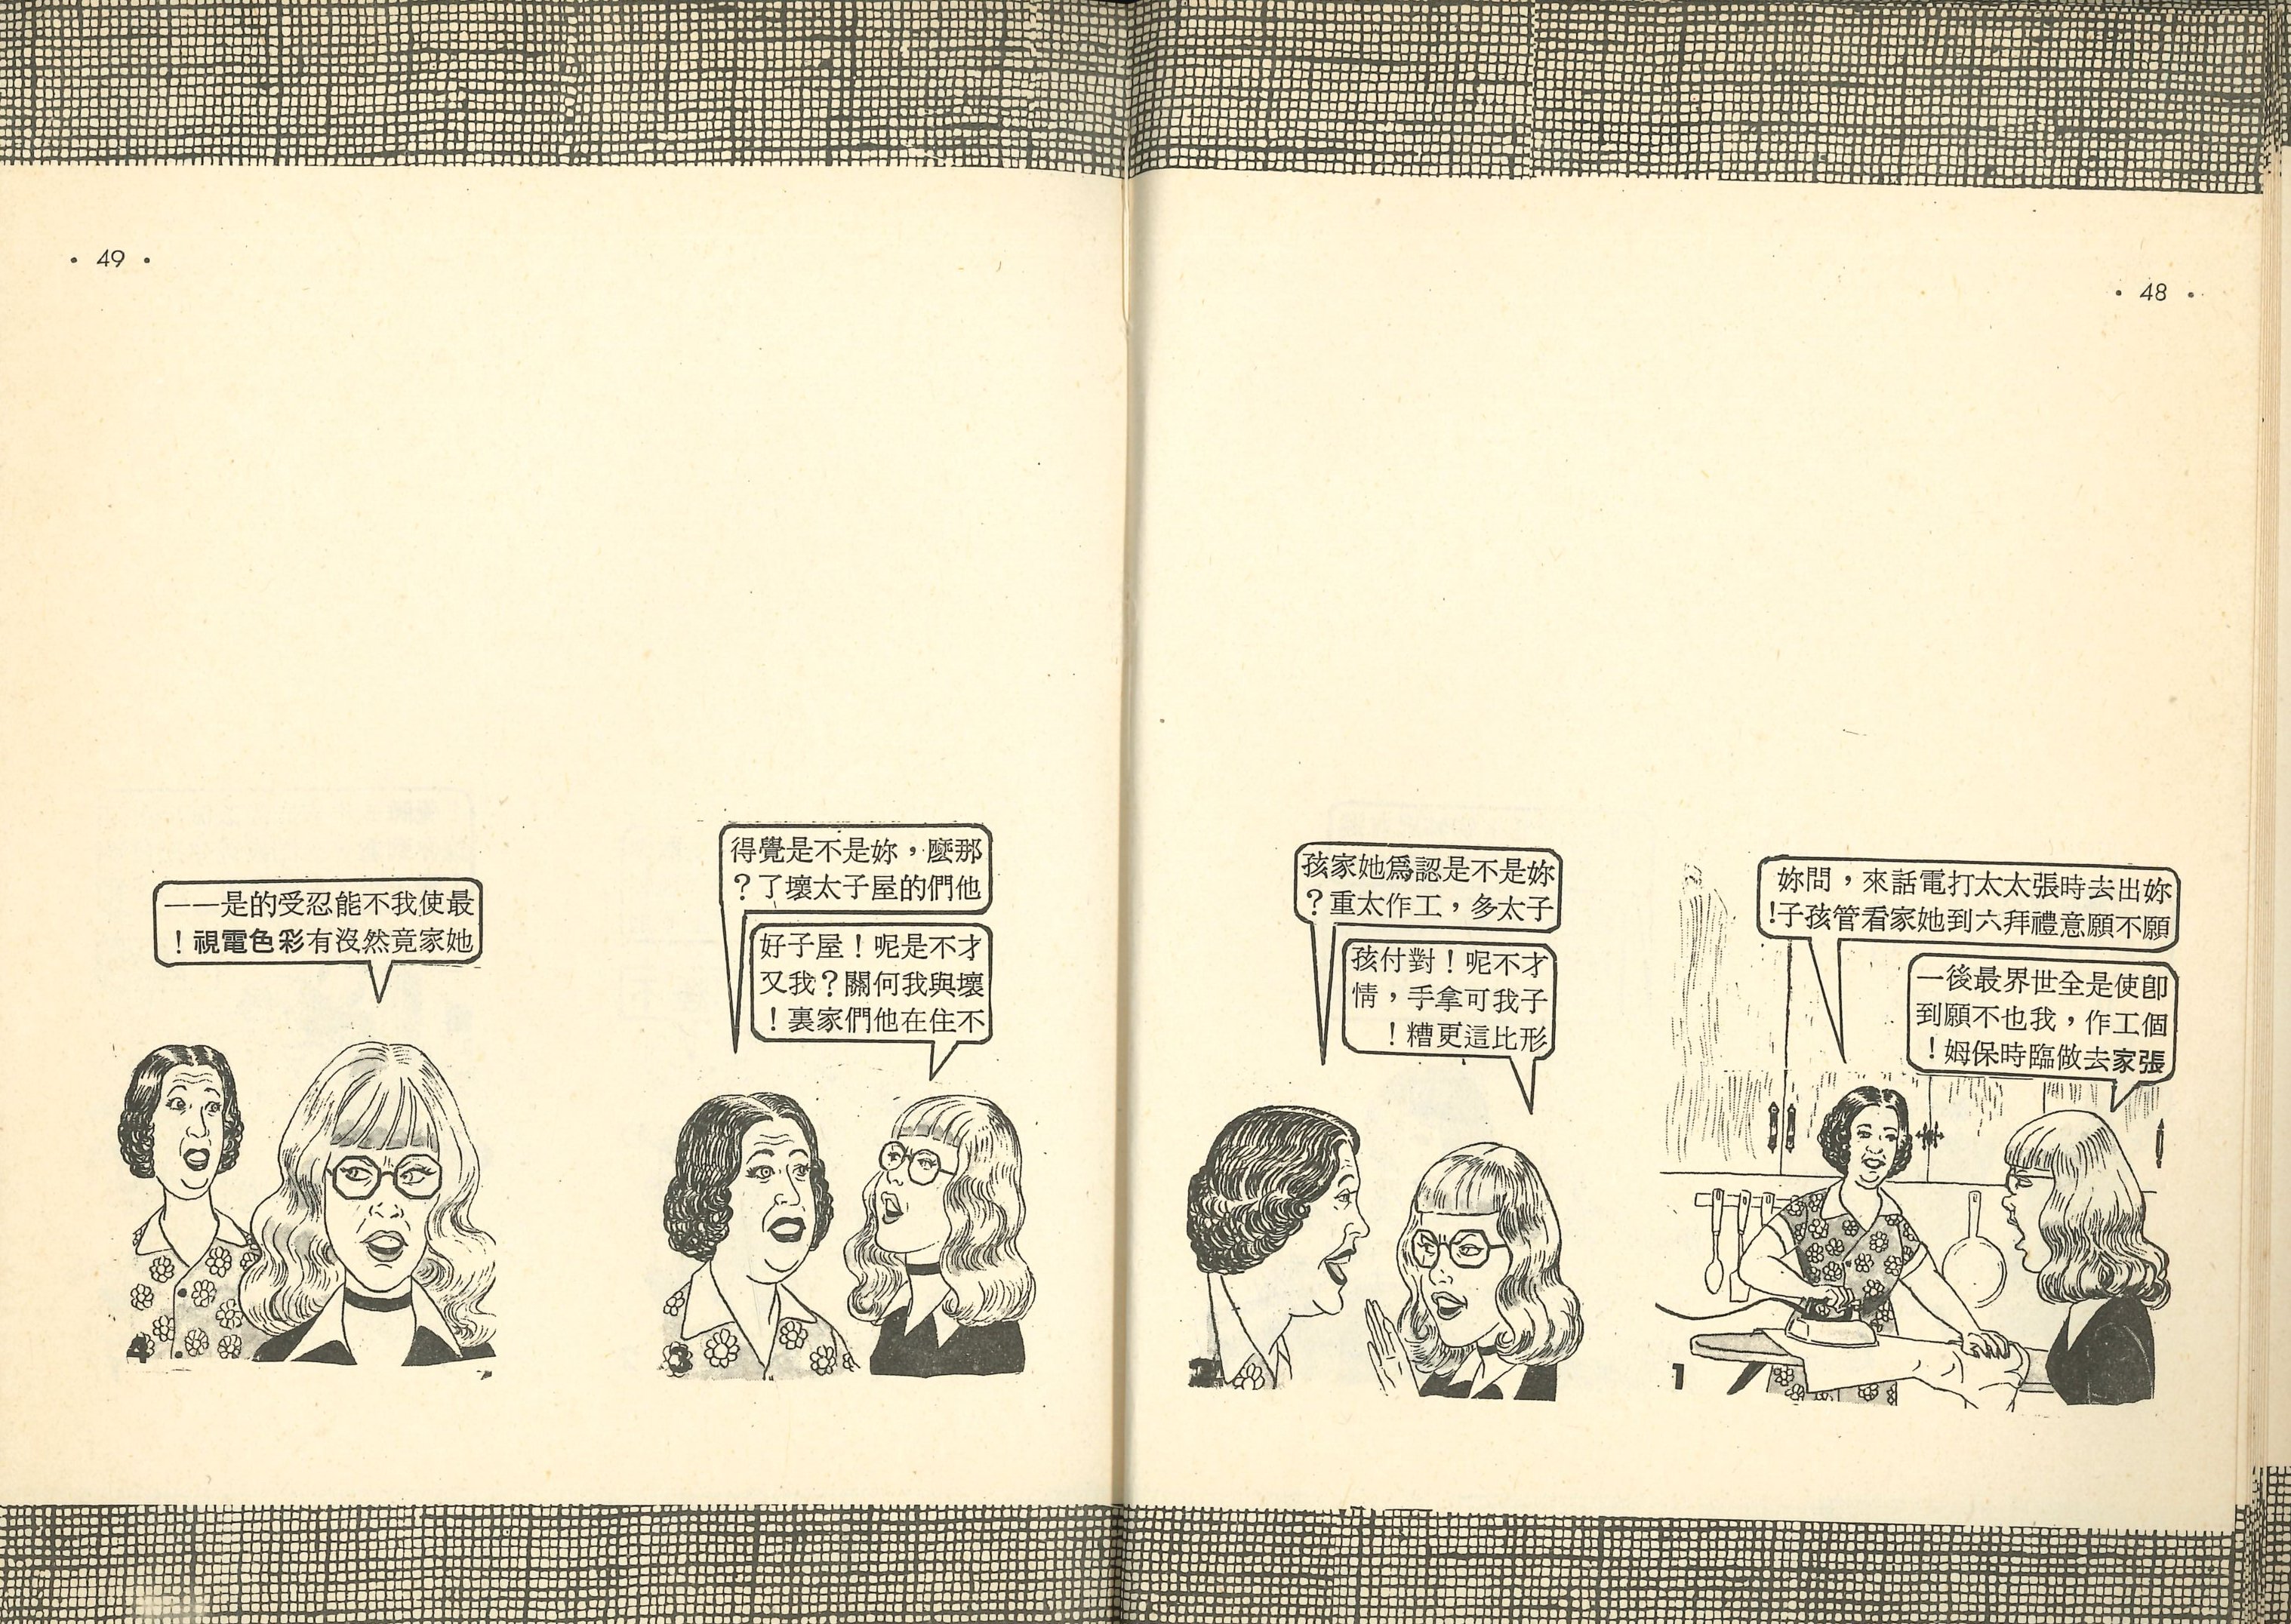 • 48 •
妳出去時張太太打電話來，問妳
願不願意禮拜六到她家看管孩子!
卽使是全世界最後一
個工作，我也不願到
張家去做臨時保姆！
1
妳是不是認爲她家孩
子太多，工作太重？
才不呢！對付孩
子我可拿手，情
形比這更糟！
2
• 49 •
那麼，妳是不是覺得
他們的屋子太壞了？
才不是呢！屋子好
壞與我何關？我又
不住在他們家裏！
3
最使我不能忍受的是——
她家竟然沒有彩色電視！
4